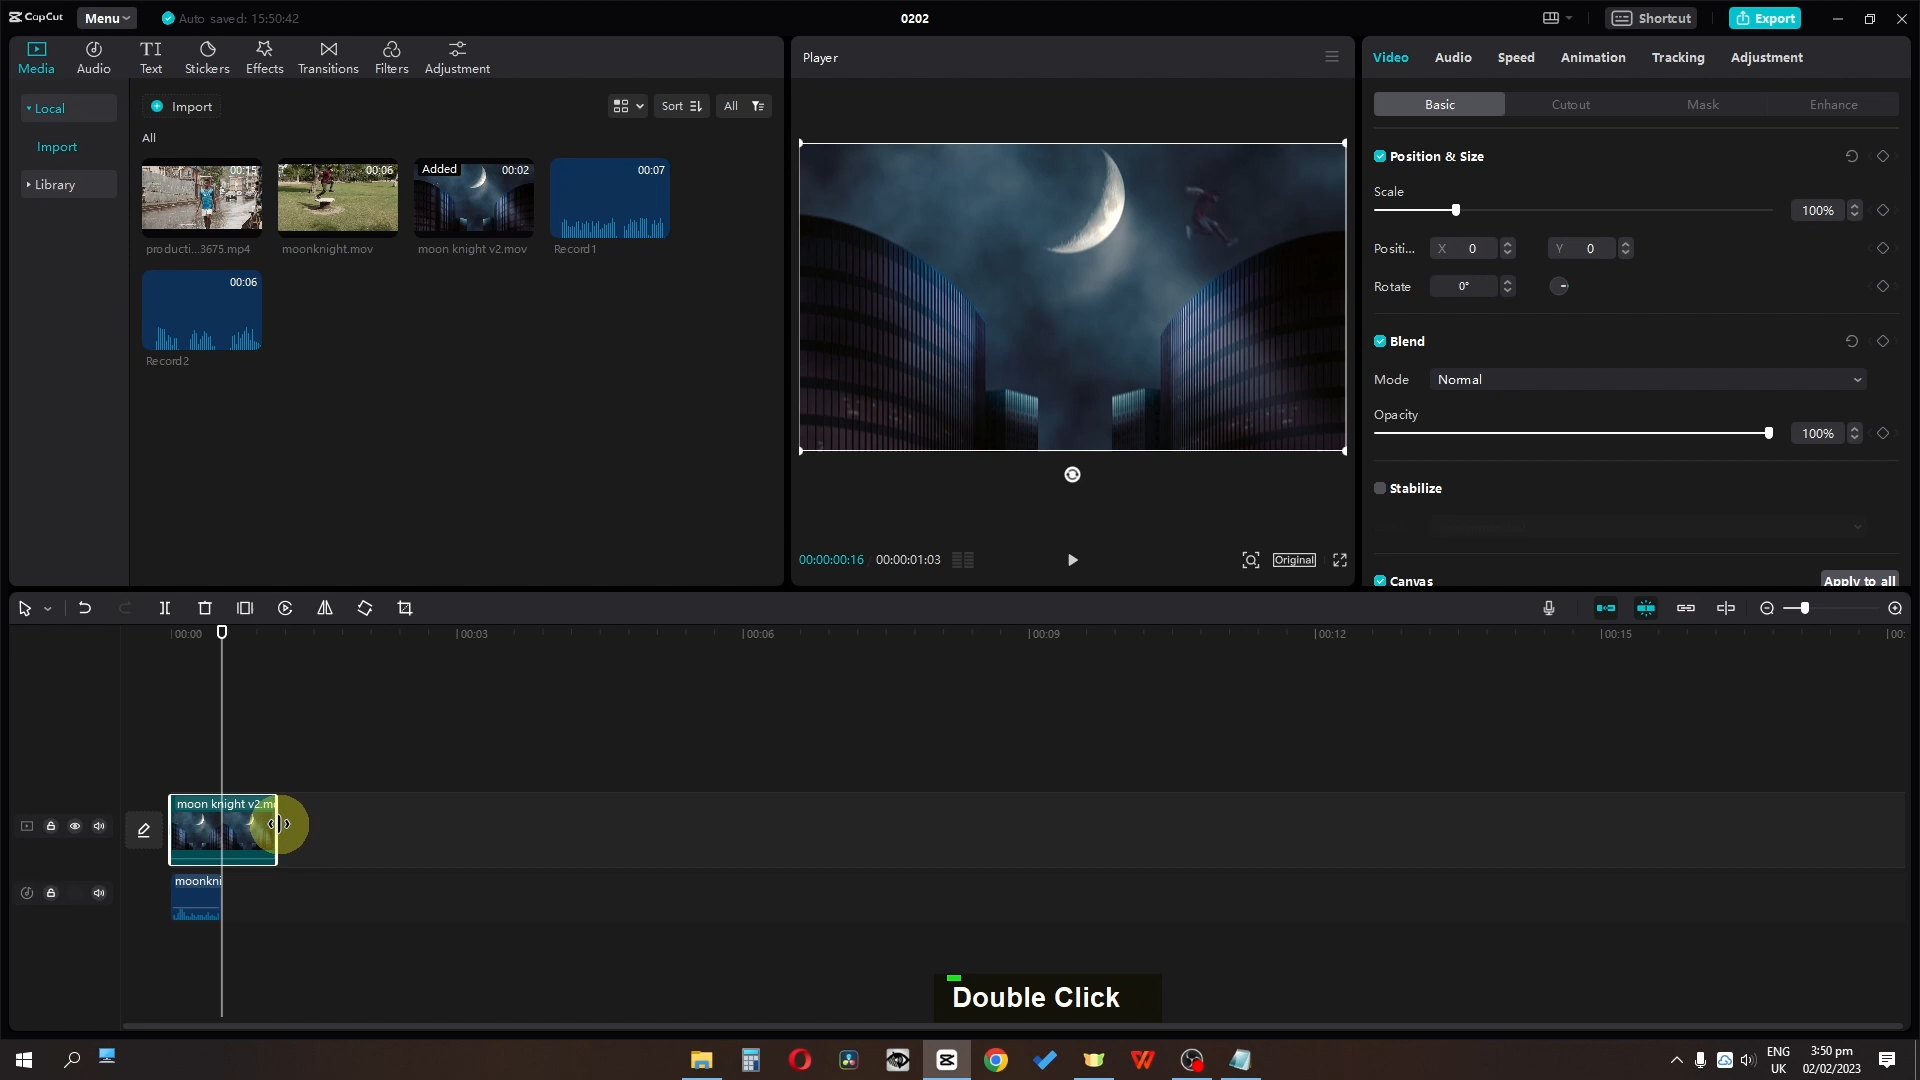 CapCut
Menu
Auto saved: 15:50:42
0202
Shortcut
Export
Media
Audio
Text
Stickers
Effects
Transitions
Filters
Adjustment
Local
Import
Library
Import
Sort
All
All
00:15
producti...3675.mp4
00:06
moonknight.mov
Added
00:02
moon knight v2.mov
00:07
Record1
00:06
Record2
Player
00:00:00:16
00:00:01:03
Original
Video
Audio
Speed
Animation
Tracking
Adjustment
Basic
Cutout
Mask
Enhance
Position & Size
Scale
100%
Positi...
X 0
Y 0
Rotate
0°
Blend
Mode
Normal
Opacity
100%
Stabilize
Canvas
Apply to all
00:00
00:03
00:06
00:09
00:12
00:15
00:
moon knight v2.m
moonkni
Double Click
ENG
UK
3:50 pm
02/02/2023